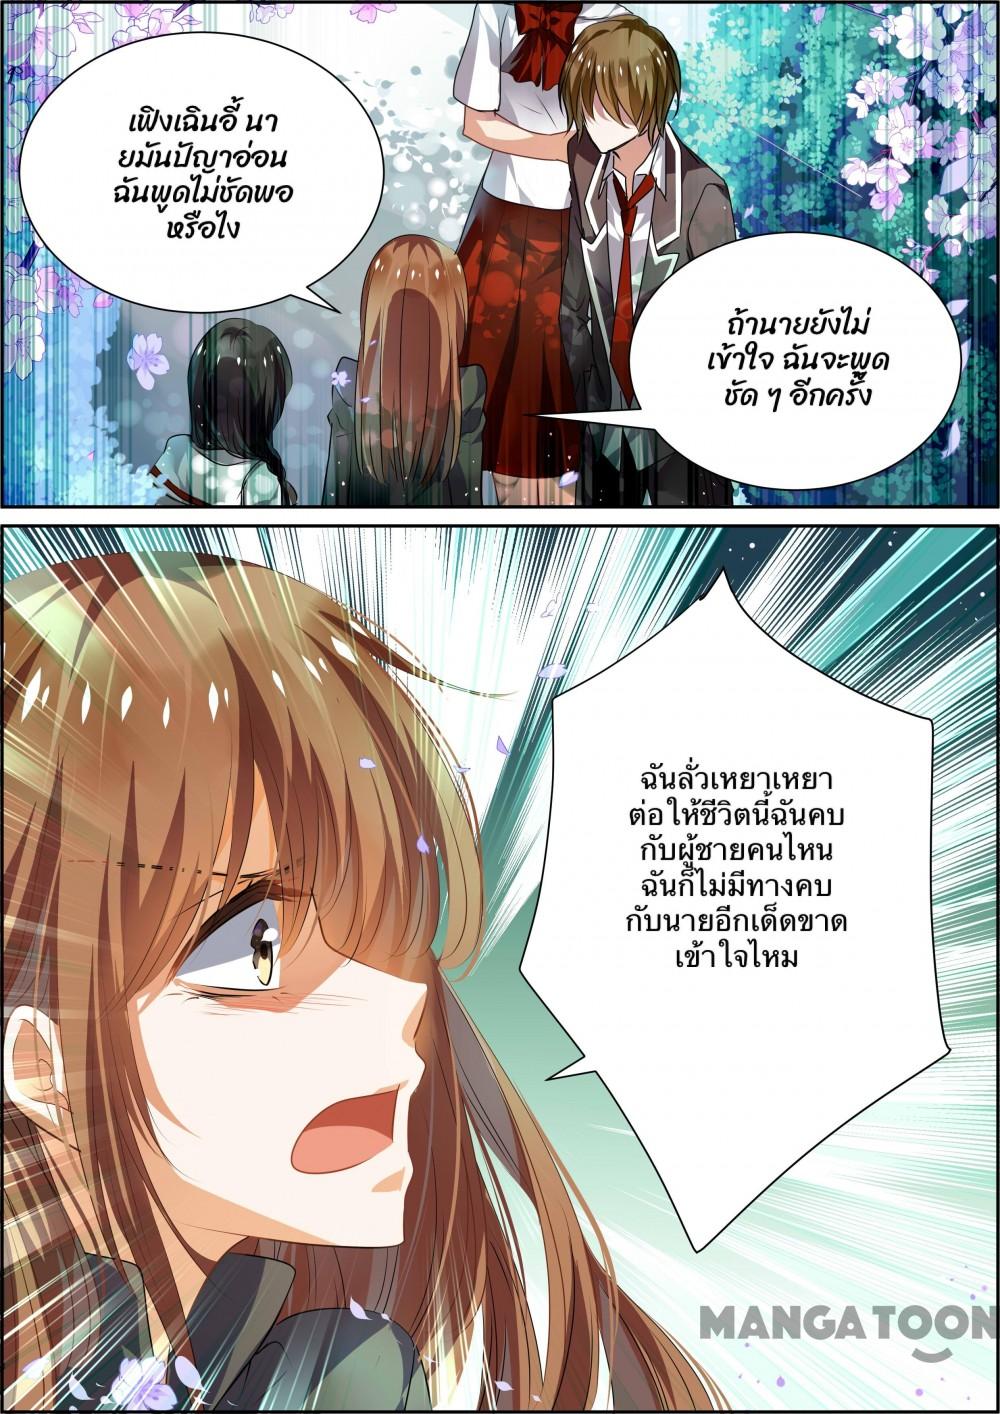 เฟิงเฉินอี้ นา
ยมันปัญาอ่อน
ฉันพูดไม่ชัดพอ
หรือไง
ถ้านายยังไม่
เข้าใจ ฉันจะพูด
ชัด ๆ อีกครั้ง
ฉันลั่วเหยาเหยา
ต่อให้ชีวิตนี้ฉันคบ
กับผู้ชายคนไหน
ฉันก็ไม่มีทางคบ
กับนายอีกเด็ดขาด
เข้าใจไหม
MANGATOON